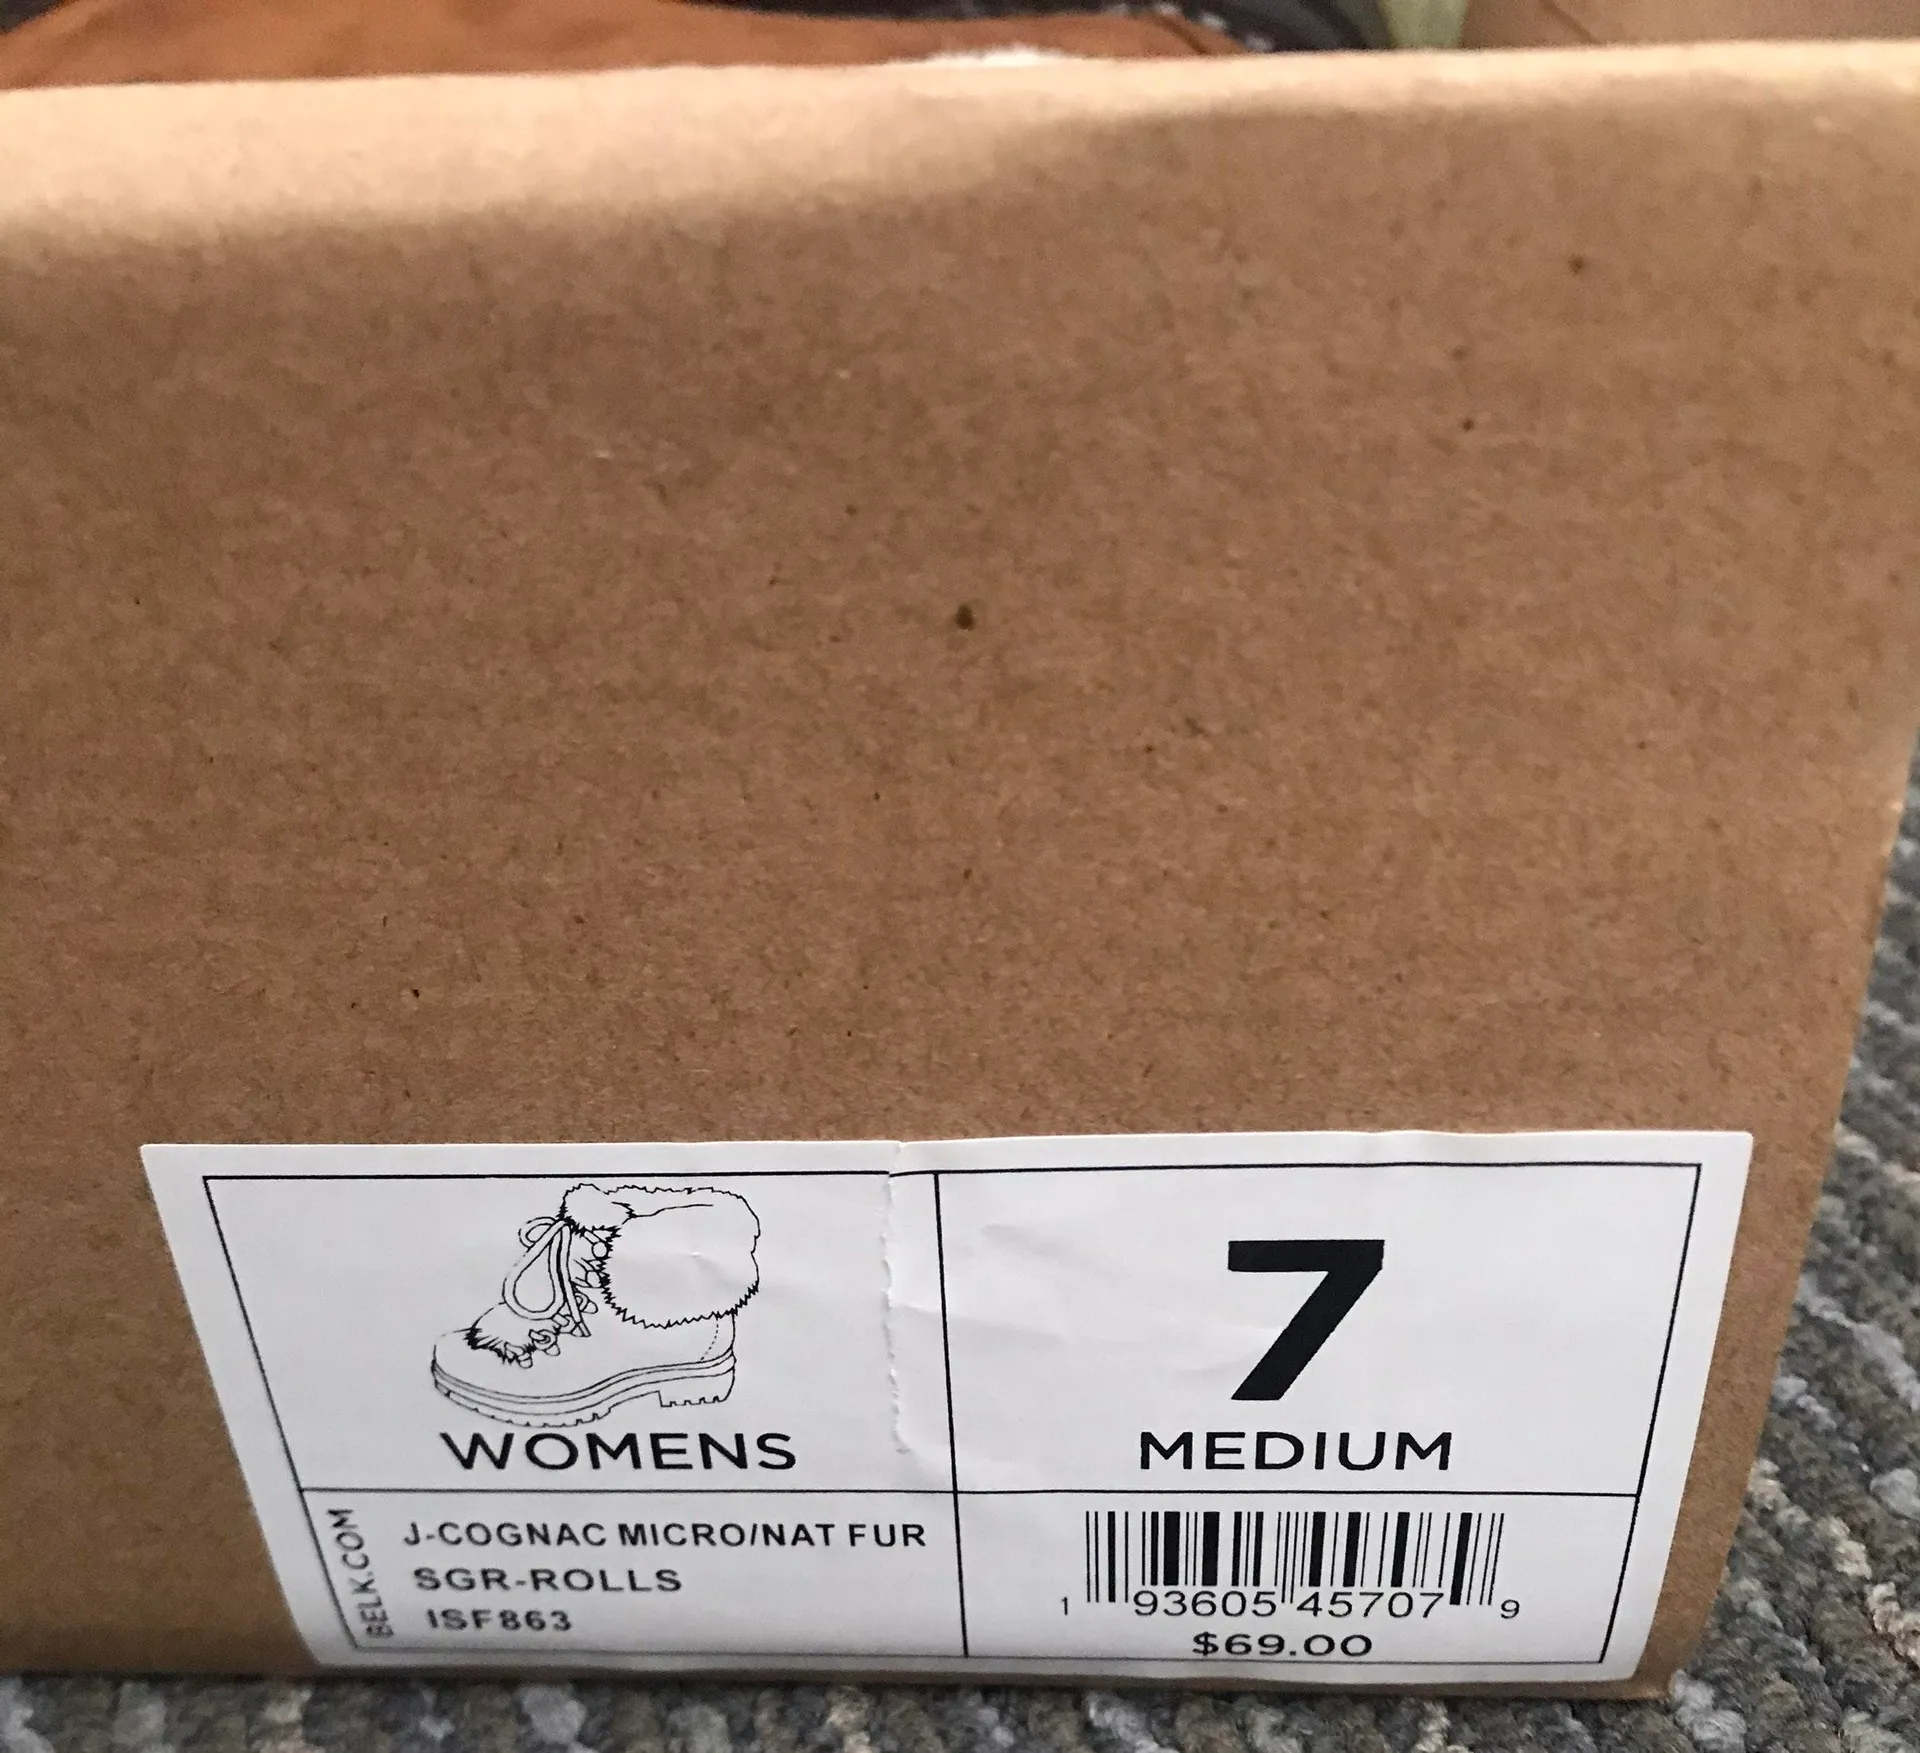 WOMENS
7
MEDIUM
BELK.COM
J-COGNAC MICRO/NAT FUR
SGR-ROLLS
ISF863
1 93605 45707 9
$69.00